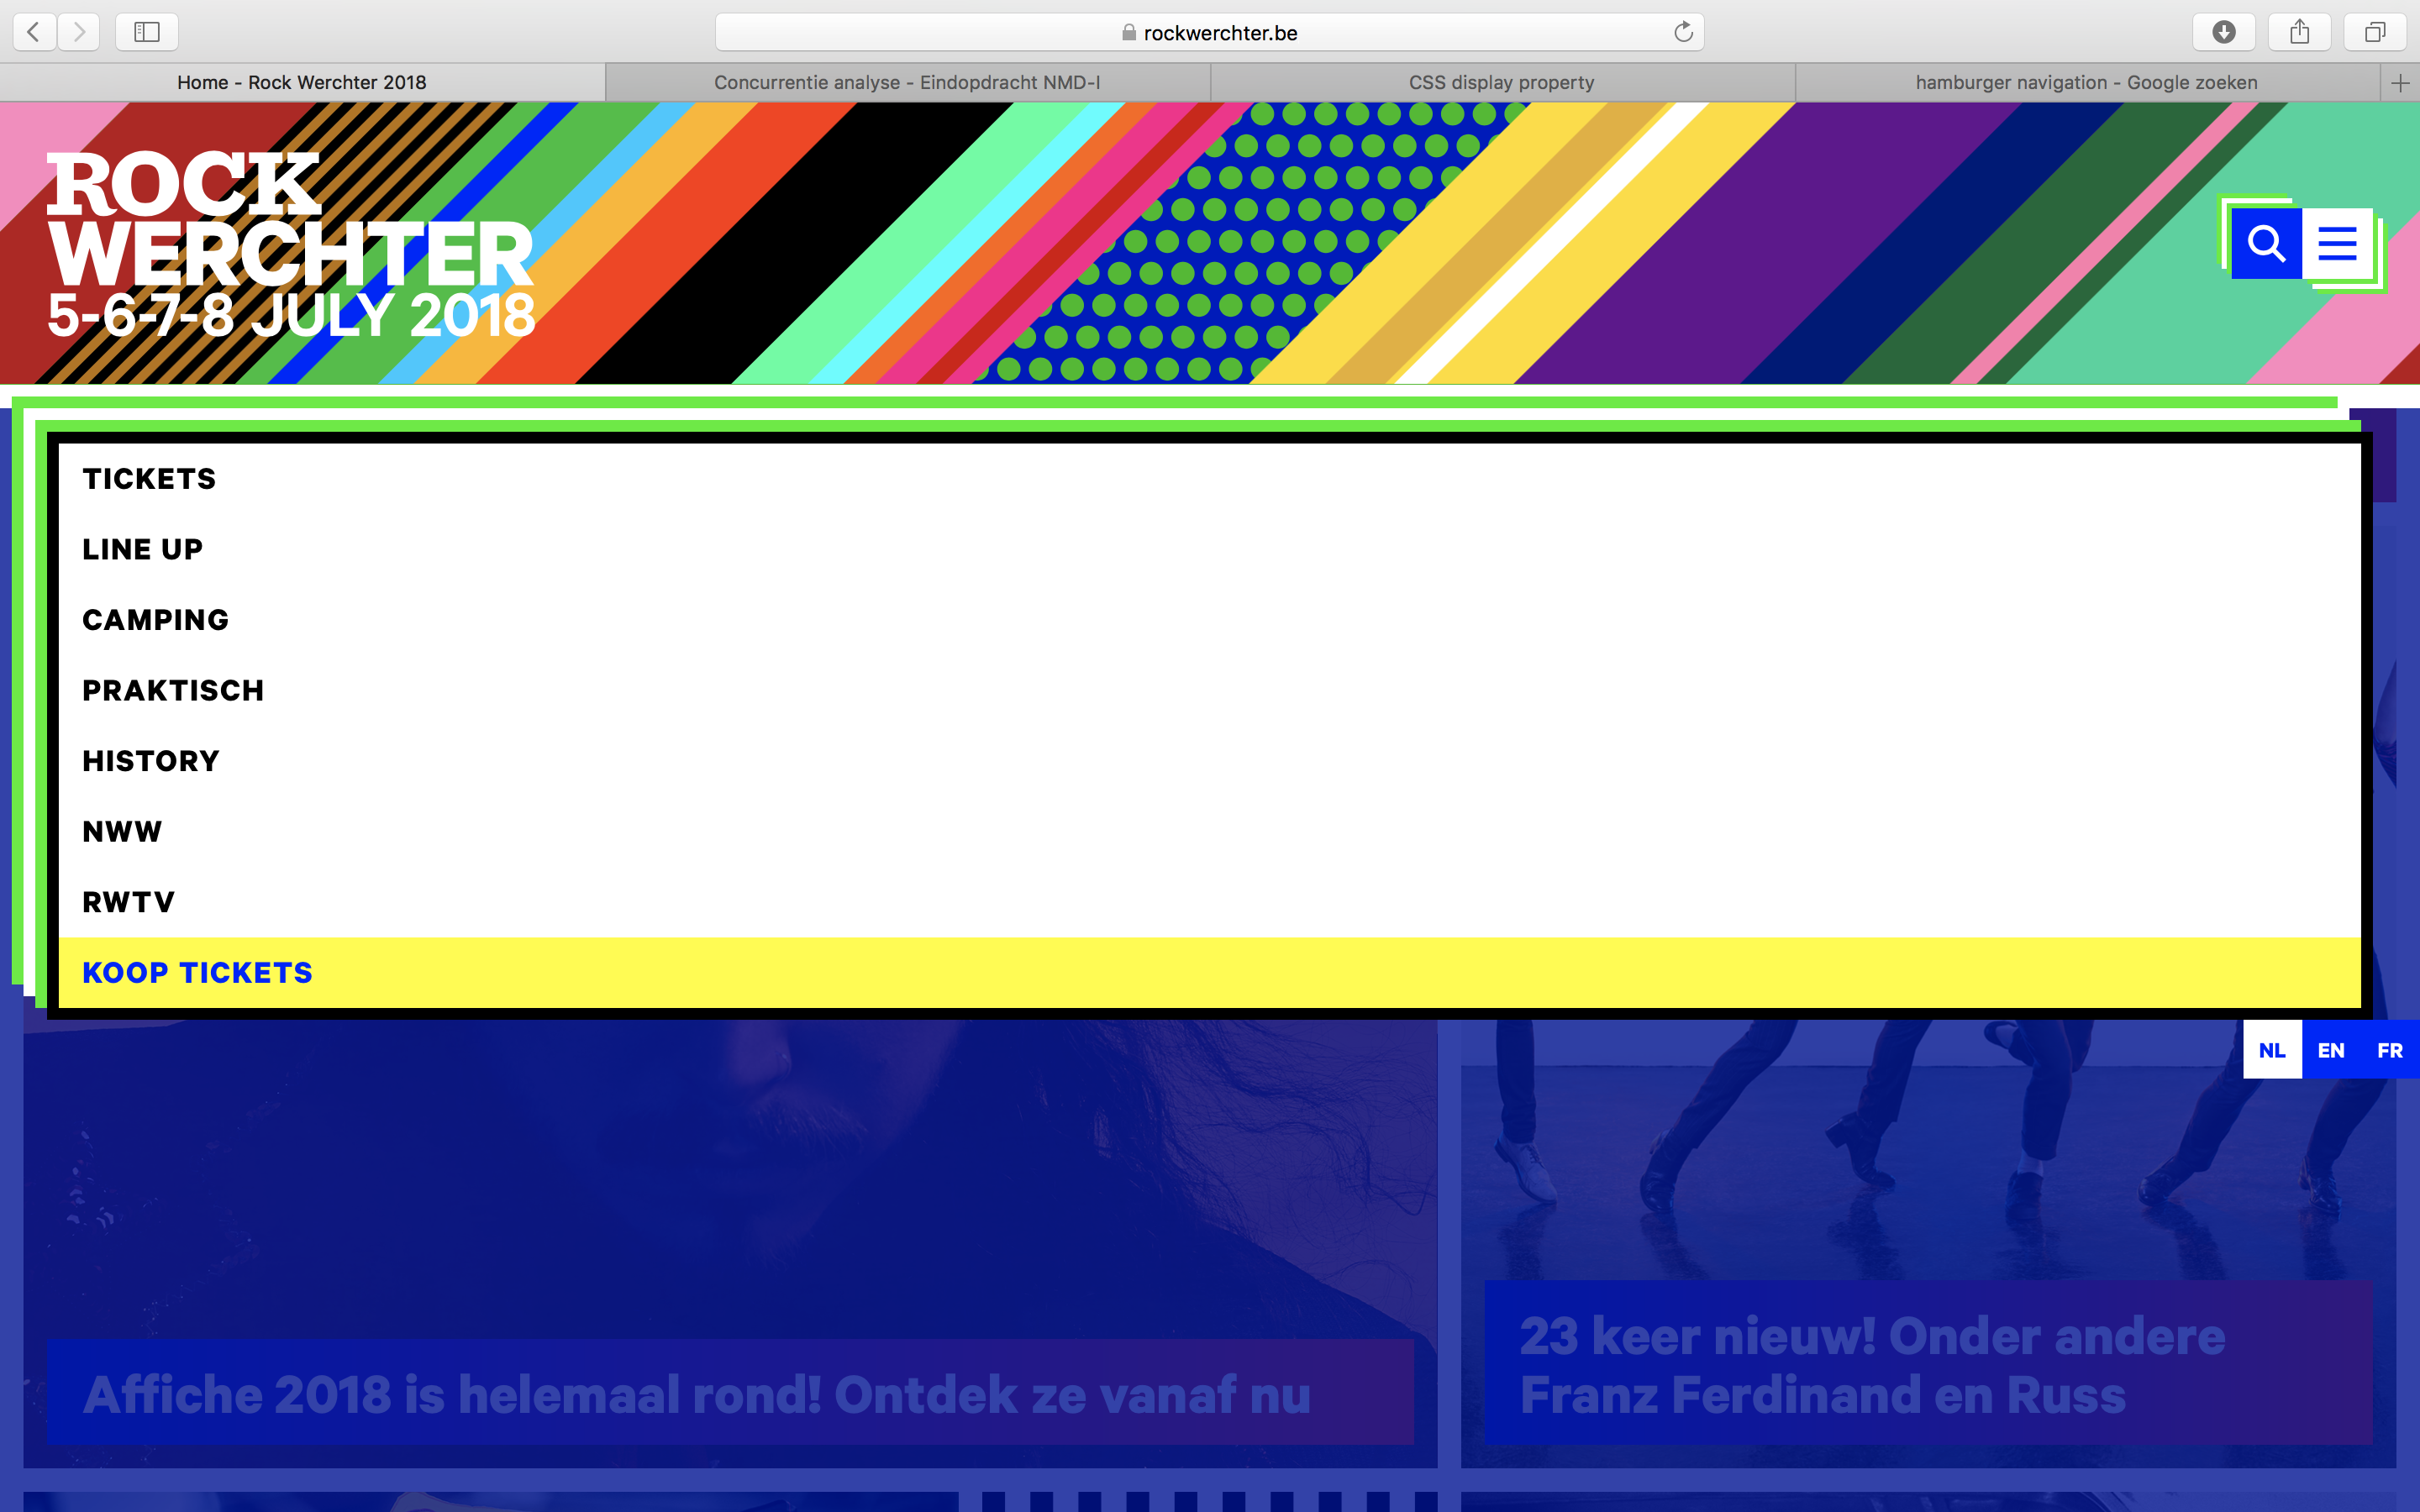 rockwerchter.be
Home - Rock Werchter 2018
Concurrentie analyse - Eindopdracht NMD-I
CSS display property
hamburger navigation - Google zoeken
ROCK
WERCHTER
5-6-7-8 JULY 2018
TICKETS
LINE UP
CAMPING
PRAKTISCH
HISTORY
NWW
RWTV
KOOP TICKETS
NL EN FR
Affiche 2018 is helemaal rond! Ontdek ze vanaf nu
23 keer nieuw! Onder andere
Franz Ferdinand en Russ